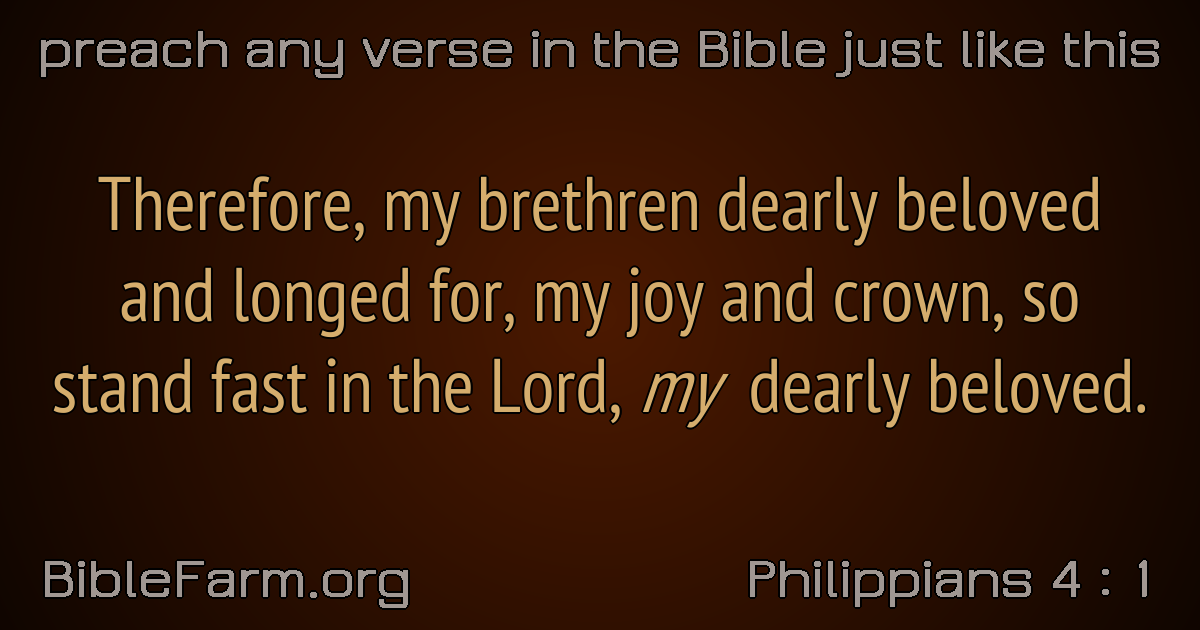 preach any verse in the Bible just like this
Therefore, my brethren dearly beloved
and longed for, my joy and crown, so
stand fast in the Lord, my dearly beloved.
BibleFarm.org
Philippians 4 : 1